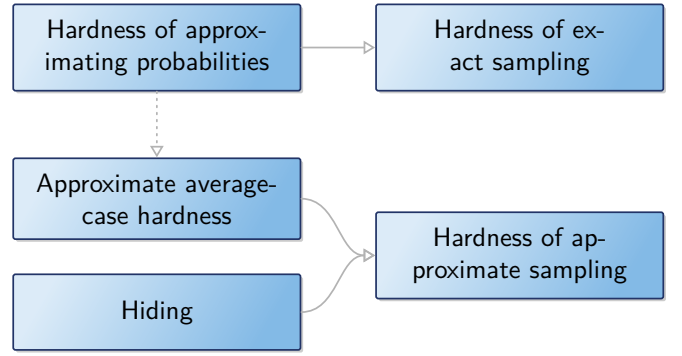 Hardness of approx-
imating probabilities
Hardness of ex-
act sampling
Approximate average-
case hardness
Hardness of ap-
proximate sampling
Hiding